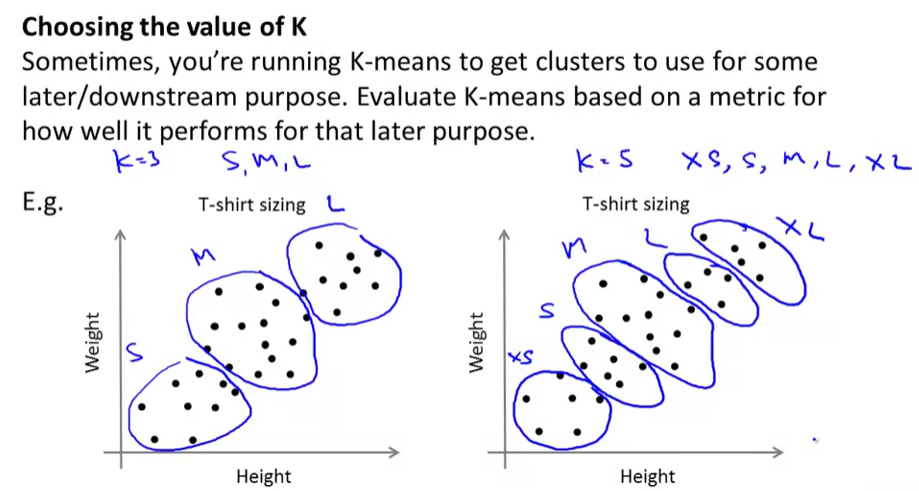 Choosing the value of K
Sometimes, you're running K-means to get clusters to use for some
later/downstream purpose. Evaluate K-means based on a metric for
how well it performs for that later purpose.
K=3 S, M, L
K=5 XS, S, M, L, XL
E.g.
T-shirt sizing
L
M
S
Weight
Height
T-shirt sizing
XL
L
M
S
XS
Weight
Height